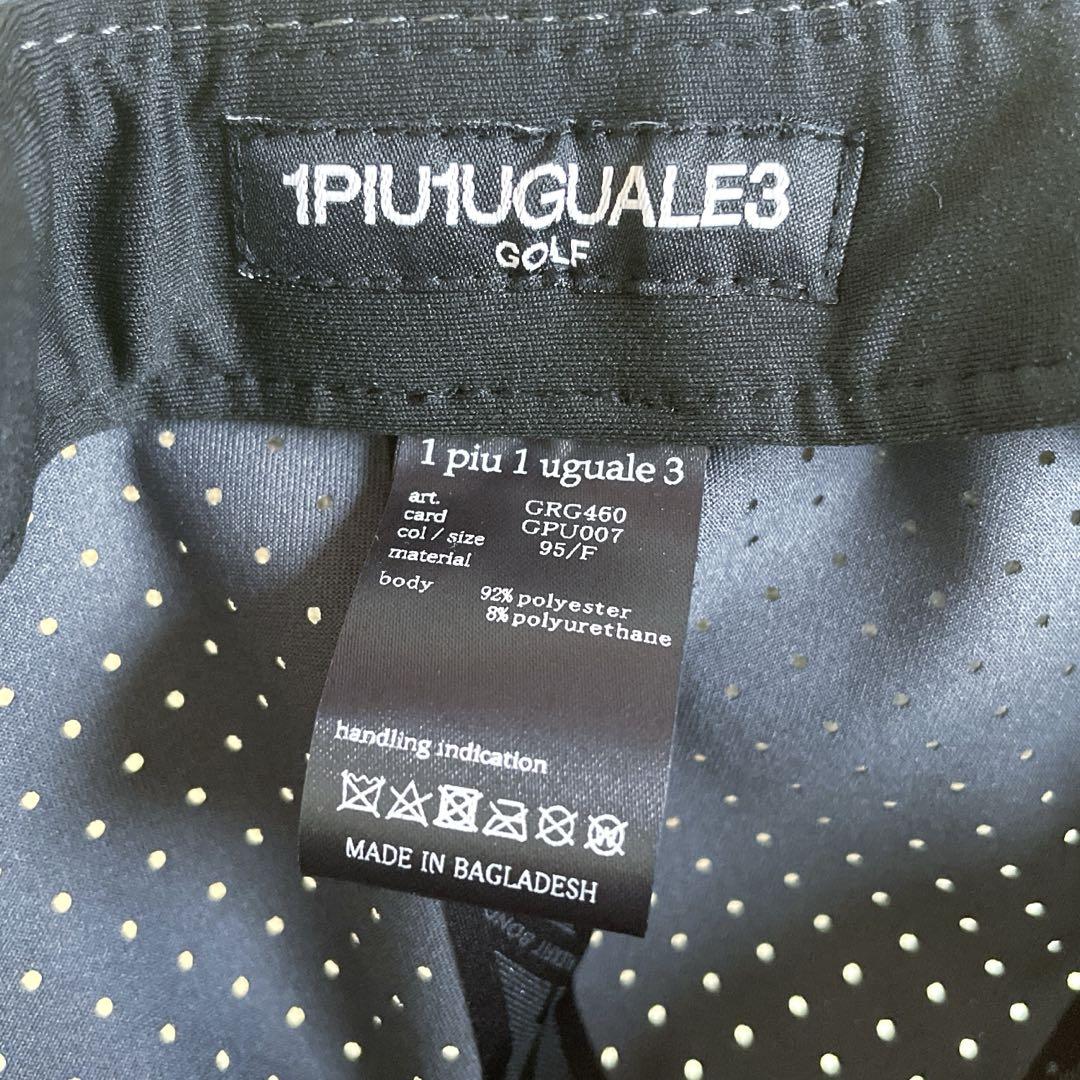 1PIU1UGUALE3
GOLF
1 piu 1 uguale 3
art. GRG460
card GPU007
col / size 95/F
material
body 92% polyester
8% polyurethane
handling indication
W
MADE IN BAGLADESH